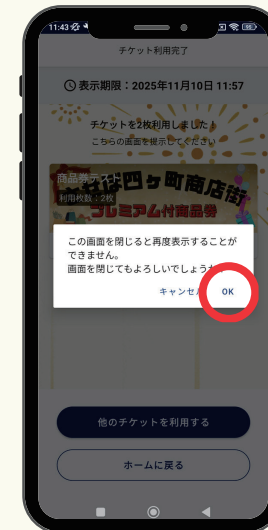 11:43
チケット利用完了
表示期限：2025年11月10日 11:57
チケットを2枚利用しました！
こちらの画面を提示してください
商品券テスト
利用枚数：2枚
四ヶ町商店街
プレミアム付商品券
この画面を閉じると再度表示することが
できません。
画面を閉じてもよろしいでしょうか
キャンセル OK
他のチケットを利用する
ホームに戻る